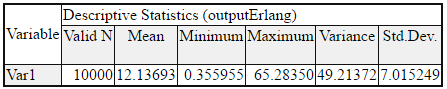 Descriptive Statistics (outputErlang)
Variable Valid N Mean Minimum Maximum Variance Std.Dev.
Var1 10000 12.13693 0.355955 65.28350 49.21372 7.015249